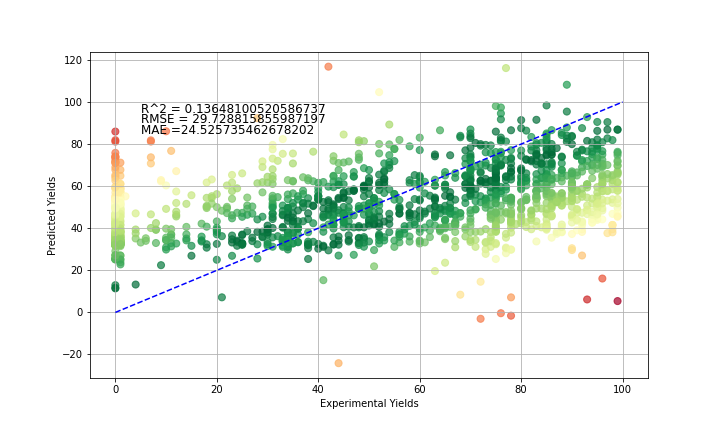 120
100
80
60
40
20
0
−20
Predicted Yields
R^2 = 0.13648100520586737
RMSE = 29.728815855987197
MAE =24.525735462678202
0 20 40 60 80 100
Experimental Yields